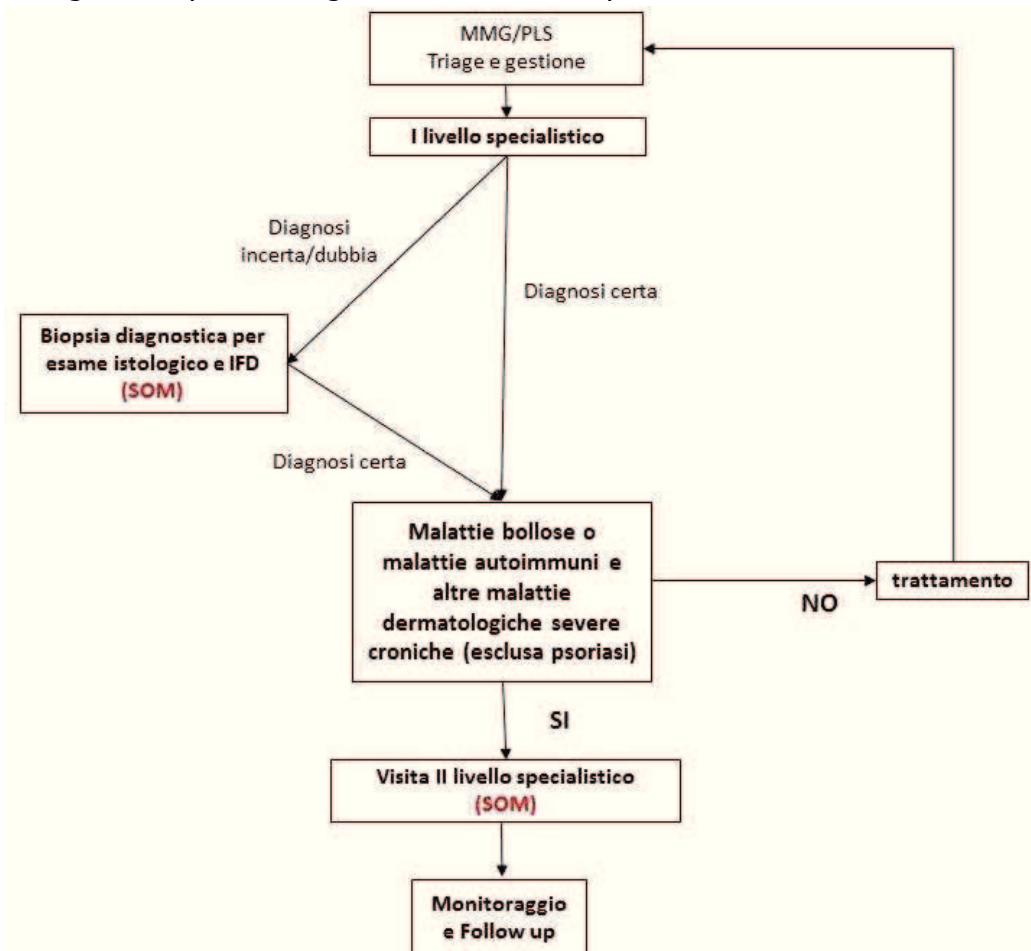 MMG/PLS
Triage e gestione
I livello specialistico
Diagnosi
incerta/dubbia
Diagnosi certa
Biopsia diagnostica per
esame istologico e IFD
(SOM)
Diagnosi certa
Malattie bollose o
malattie autoimmuni e
altre malattie
dermatologiche severe
croniche (esclusa psoriasi)
NO
trattamento
SI
Visita II livello specialistico
(SOM)
Monitoraggio
e Follow up